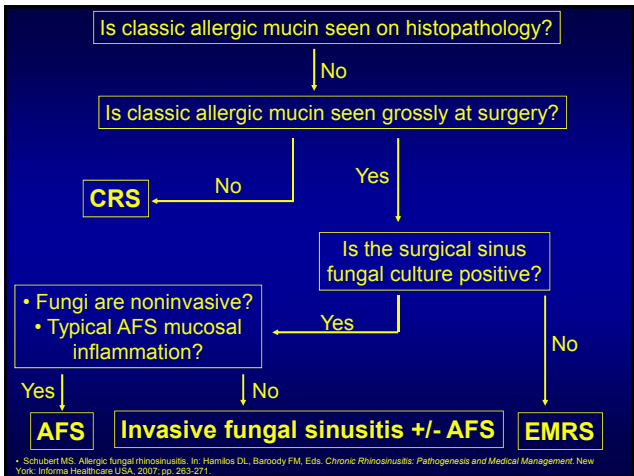 Is classic allergic mucin seen on histopathology?
No
Is classic allergic mucin seen grossly at surgery?
No
Yes
CRS
Is the surgical sinus
fungal culture positive?
• Fungi are noninvasive?
• Typical AFS mucosal
inflammation?
Yes
No
Yes
No
AFS
Invasive fungal sinusitis +/- AFS
EMRS
• Schubert MS. Allergic fungal rhinosinusitis. In: Hamilos DL, Baroody FM, Eds. Chronic Rhinosinusitis: Pathogenesis and Medical Management. New
York: Informa Healthcare USA, 2007; pp. 263-271.